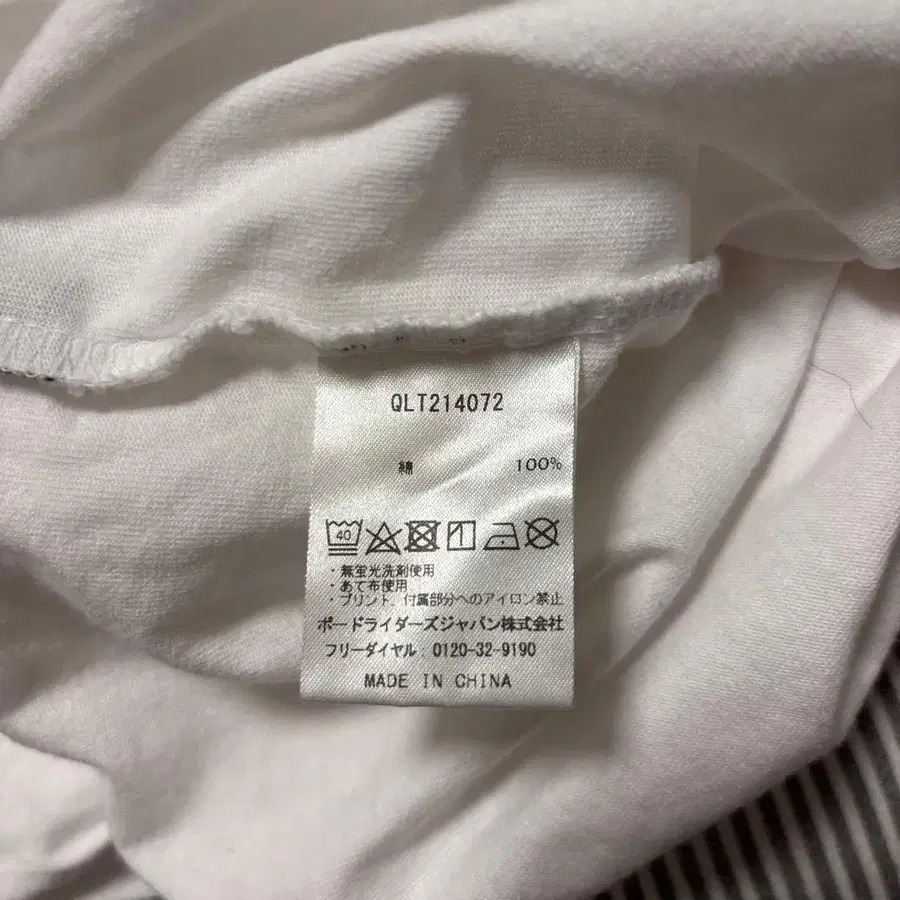 QLT214072
綿 100%
40
・無蛍光洗剤使用
・あて布使用
・プリント、付属部分へのアイロン禁止
ボードライダーズジャパン株式会社
フリーダイヤル：0120-32-9190
MADE IN CHINA